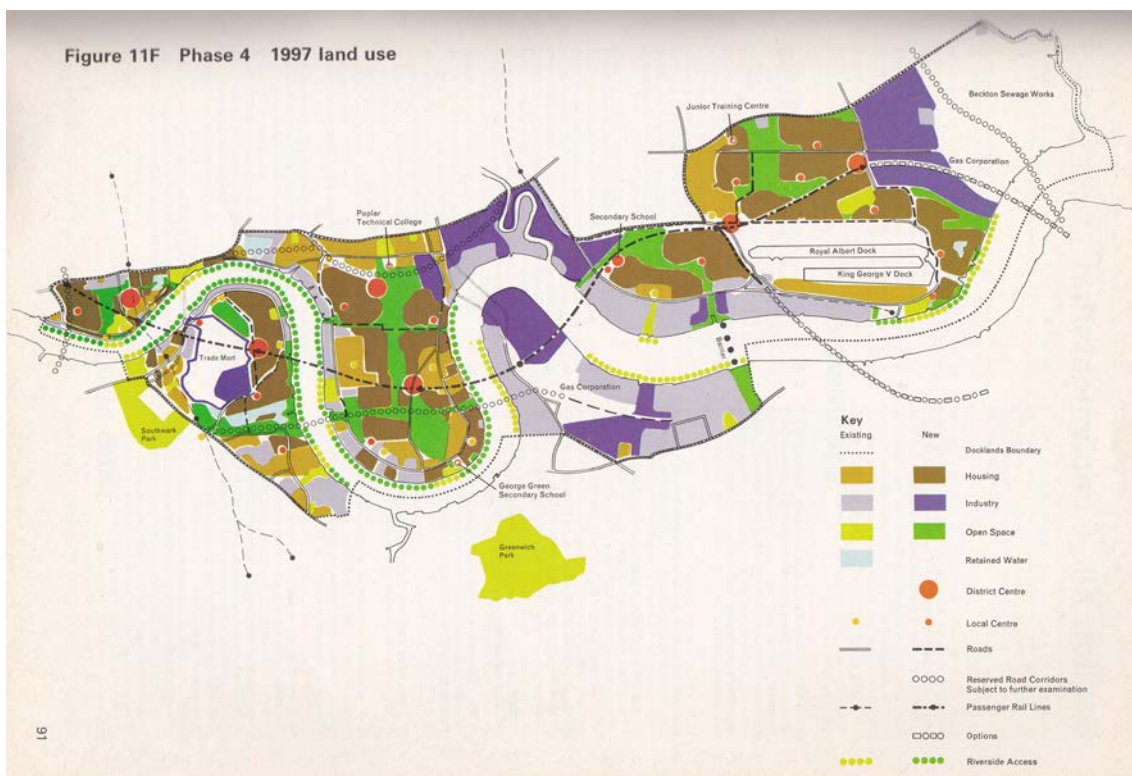 Figure 11F Phase 4 1997 land use
Beckton Sewage Works
Junior Training Centre
Gas Corporation
Poplar
Technical College
Secondary School
Royal Albert Dock
King George V Dock
Trade Mart
Barrier
Gas Corporation
Southwark
Park
George Green
Secondary School
Greenwich
Park
Key
Existing New
Docklands Boundary
Housing
Industry
Open Space
Retained Water
District Centre
Local Centre
Roads
Reserved Road Corridors
Subject to further examination
Passenger Rail Lines
Options
Riverside Access
91